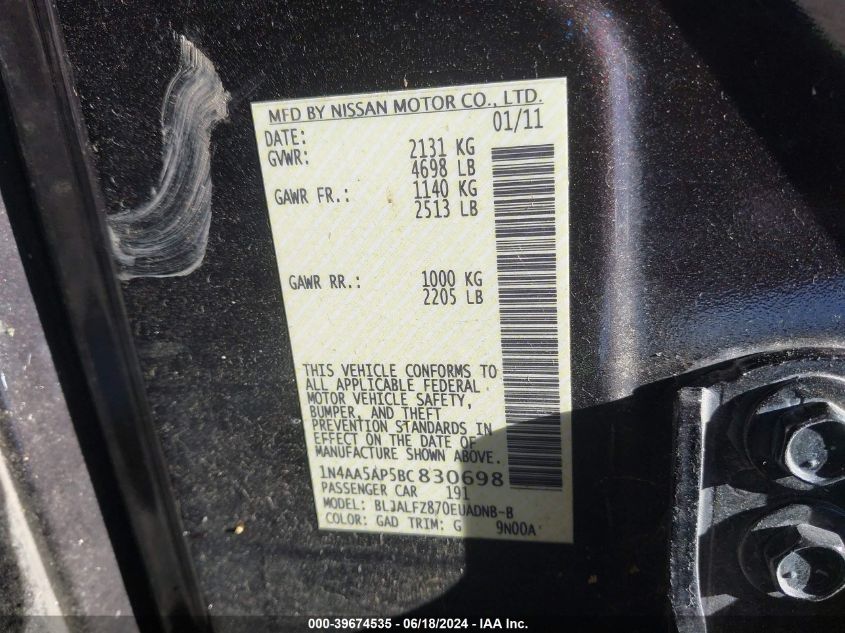 MFD BY NISSAN MOTOR CO., LTD.
DATE: 01/11
GVWR: 2131 KG
4698 LB
GAWR FR.: 1140 KG
2513 LB
GAWR RR.: 1000 KG
2205 LB
THIS VEHICLE CONFORMS TO
ALL APPLICABLE FEDERAL
MOTOR VEHICLE SAFETY,
BUMPER, AND THEFT
PREVENTION STANDARDS IN
EFFECT ON THE DATE OF
MANUFACTURE SHOWN ABOVE.
1N4AA5AP5BC830698
PASSENGER CAR 191
MODEL: BLJALFZ870EUADNB-B
COLOR: GAD TRIM: G 9N00A
000-39674535 - 06/18/2024 - IAA Inc.